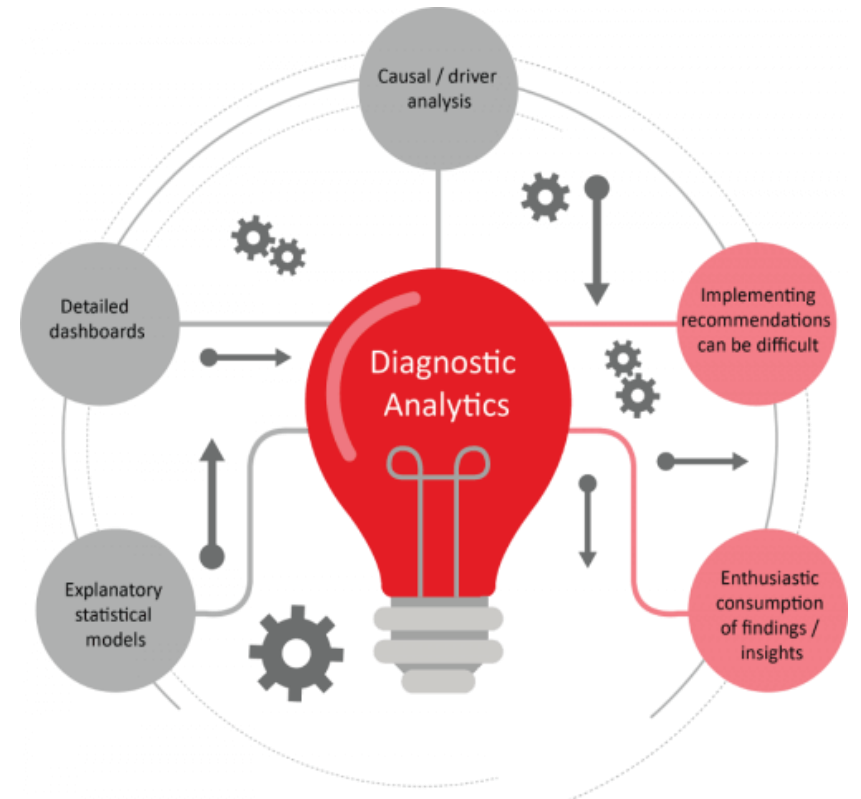 Causal / driver
analysis
Detailed
dashboards
Implementing
recommendations
can be difficult
Diagnostic
Analytics
Explanatory
statistical
models
Enthusiastic
consumption
of findings /
insights